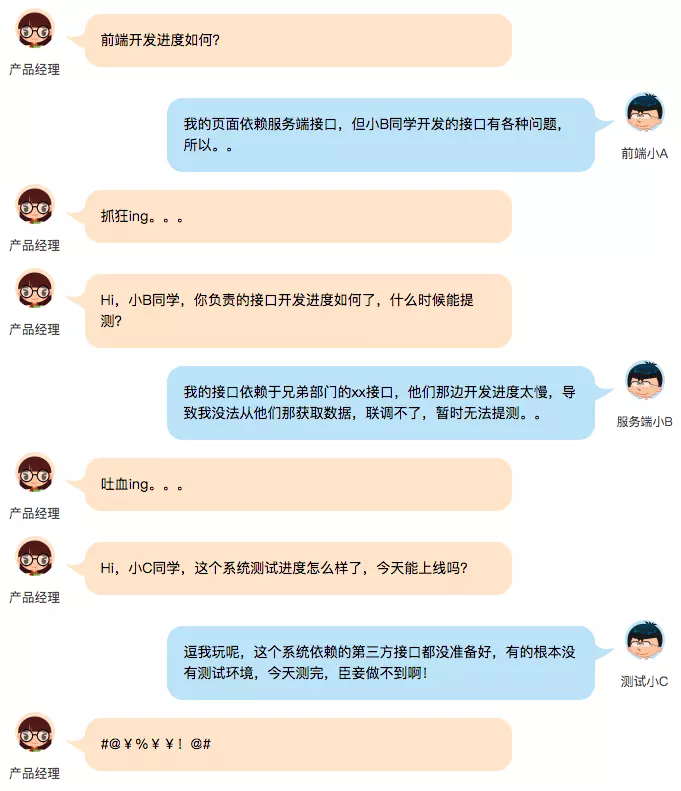 前端开发进度如何？
产品经理
我的页面依赖服务端接口，但小B同学开发的接口有各种问题，
所以。。
前端小A
抓狂ing。。。
产品经理
Hi，小B同学，你负责的接口开发进度如何了，什么时候能提
测？
产品经理
我的接口依赖于兄弟部门的xx接口，他们那边开发进度太慢，导
致我没法从他们那获取数据，联调不了，暂时无法提测。。
服务端小B
吐血ing。。。
产品经理
Hi，小C同学，这个系统测试进度怎么样了，今天能上线吗？
产品经理
逗我玩呢，这个系统依赖的第三方接口都没准备好，有的根本没
有测试环境，今天测完，臣妾做不到啊！
测试小C
#@￥%￥￥！@#
产品经理